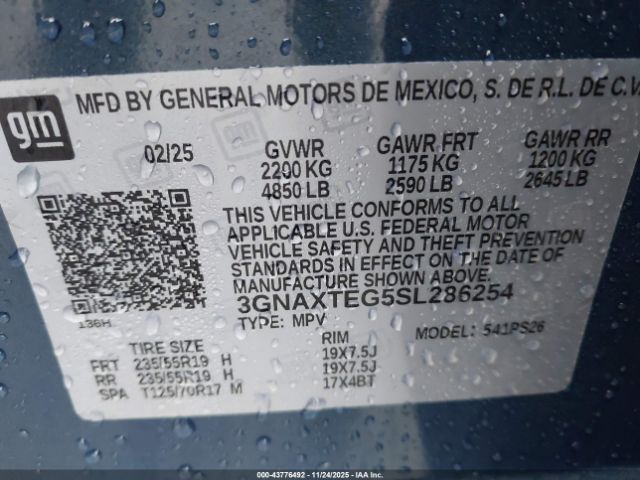 gm
MFD BY GENERAL MOTORS DE MEXICO, S. DE R.L. DE C.V
02/25
GVWR GAWR FRT GAWR RR
2200 KG 1175 KG 1200 KG
4850 LB 2590 LB 2645 LB
THIS VEHICLE CONFORMS TO ALL
APPLICABLE U.S. FEDERAL MOTOR
VEHICLE SAFETY AND THEFT PREVENTION
STANDARDS IN EFFECT ON THE DATE OF
MANUFACTURE SHOWN ABOVE.
136H
3GNAXTEG5SL286254
TYPE: MPV MODEL: 541PS26
TIRE SIZE RIM
FRT 235/55R19 H 19X7.5J
RR 235/55R19 H 19X7.5J
SPA T125/70R17 M 17X4BT
00-43776492 - 11/24/2025 - IAAHOLDINGS LLC